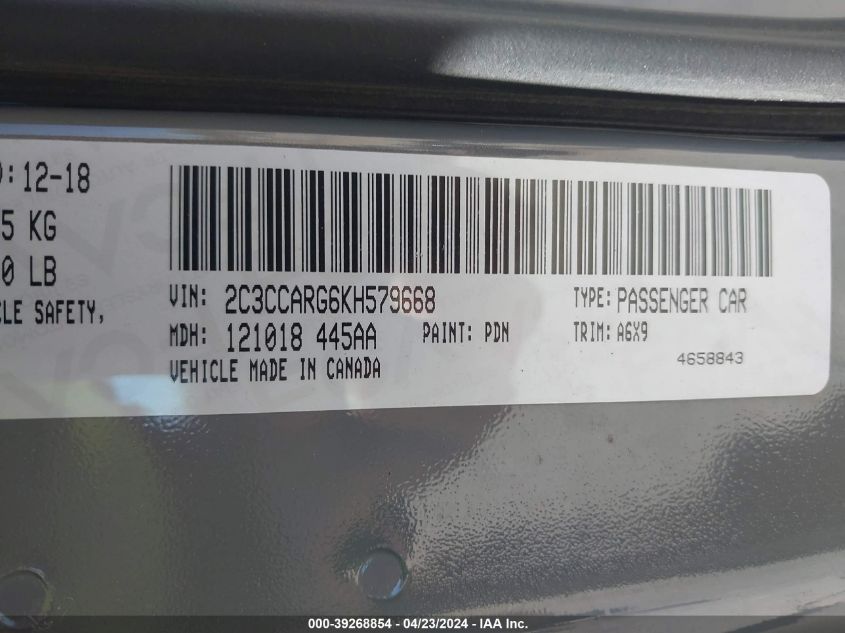 : 12-18
5 KG
0 LB
CLE SAFETY,
VIN: 2C3CCARG6KH579668 TYPE: PASSENGER CAR
MDH: 121018 445AA PAINT: PDN TRIM: A6X9
VEHICLE MADE IN CANADA 4658843
000-39268854 - 04/23/2024 - IAA Inc.